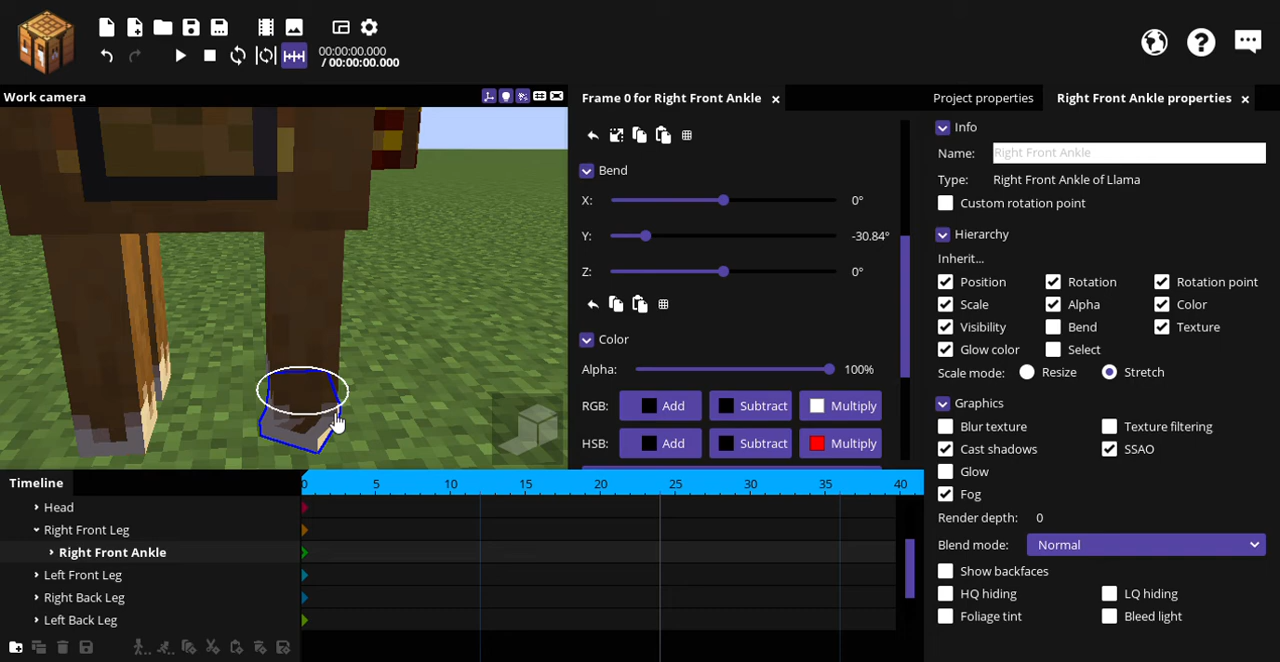 00:00:00.000
/ 00:00:00.000
Work camera
Frame 0 for Right Front Ankle
Bend
X: 0°
Y: -30.84°
Z: 0°
Color
Alpha: 100%
RGB: Add Subtract Multiply
HSB: Add Subtract Multiply
Project properties
Right Front Ankle properties
Info
Name: Right Front Ankle
Type: Right Front Ankle of Llama
Custom rotation point
Hierarchy
Inherit...
Position Rotation Rotation point
Scale Alpha Color
Visibility Bend Texture
Glow color Select
Scale mode: Resize Stretch
Graphics
Blur texture Texture filtering
Cast shadows SSAO
Glow
Fog
Render depth: 0
Blend mode: Normal
Show backfaces
HQ hiding LQ hiding
Foliage tint Bleed light
Timeline
0 5 10 15 20 25 30 35 40
Head
Right Front Leg
Right Front Ankle
Left Front Leg
Right Back Leg
Left Back Leg